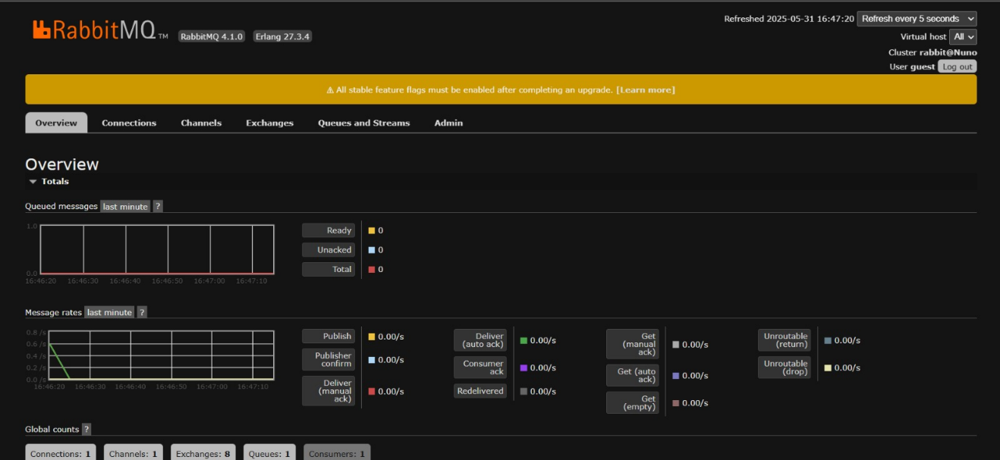 RabbitMQ TM RabbitMQ 4.1.0 Erlang 27.3.4
Refreshed 2025-05-31 16:47:20 Refresh every 5 seconds
Virtual host All
Cluster rabbit@Nuno
User guest Log out
⚠ All stable feature flags must be enabled after completing an upgrade. [Learn more]
Overview Connections Channels Exchanges Queues and Streams Admin
Overview
Totals
Queued messages last minute ?
1.0
0.0
16:46:20 16:46:30 16:46:40 16:46:50 16:47:00 16:47:10
Ready 0
Unacked 0
Total 0
Message rates last minute ?
0.8 /s
0.6 /s
0.4 /s
0.2 /s
0.0 /s
16:46:20 16:46:30 16:46:40 16:46:50 16:47:00 16:47:10
Publish 0.00/s
Publisher
confirm 0.00/s
Deliver
(manual
ack) 0.00/s
Deliver
(auto ack) 0.00/s
Consumer
ack 0.00/s
Redelivered 0.00/s
Get
(manual
ack) 0.00/s
Get (auto
ack) 0.00/s
Get
(empty) 0.00/s
Unroutable
(return) 0.00/s
Unroutable
(drop) 0.00/s
Global counts ?
Connections: 1 Channels: 1 Exchanges: 8 Queues: 1 Consumers: 1